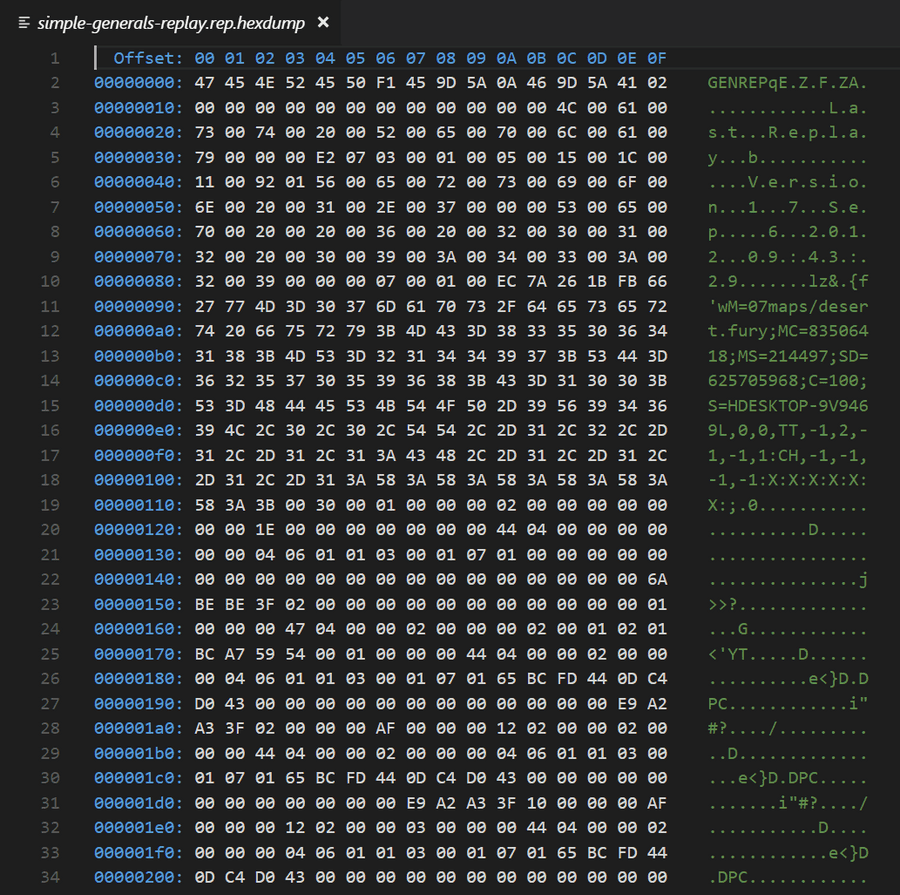 simple-generals-replay.rep.hexdump ×
1 Offset: 00 01 02 03 04 05 06 07 08 09 0A 0B 0C 0D 0E 0F
2 00000000: 47 45 4E 52 45 50 F1 45 9D 5A 0A 46 9D 5A 41 02 GENREPqE.Z.F.ZA.
3 00000010: 00 00 00 00 00 00 00 00 00 00 00 00 4C 00 61 00 ............L.a.
4 00000020: 73 00 74 00 20 00 52 00 65 00 70 00 6C 00 61 00 s.t...R.e.p.l.a.
5 00000030: 79 00 00 00 E2 07 03 00 01 00 05 00 15 00 1C 00 y...b...........
6 00000040: 11 00 92 01 56 00 65 00 72 00 73 00 69 00 6F 00 ....V.e.r.s.i.o.
7 00000050: 6E 00 20 00 31 00 2E 00 37 00 00 00 53 00 65 00 n...1...7...S.e.
8 00000060: 70 00 20 00 20 00 36 00 20 00 32 00 30 00 31 00 p.....6...2.0.1.
9 00000070: 32 00 20 00 30 00 39 00 3A 00 34 00 33 00 3A 00 2...0.9.:.4.3.:.
10 00000080: 32 00 39 00 00 00 07 00 01 00 EC 7A 26 1B FB 66 2.9.......lz&.{f
11 00000090: 27 77 4D 3D 30 37 6D 61 70 73 2F 64 65 73 65 72 'wM=07maps/deser
12 000000a0: 74 20 66 75 72 79 3B 4D 43 3D 38 33 35 30 36 34 t.fury;MC=835064
13 000000b0: 31 38 3B 4D 53 3D 32 31 34 34 39 37 3B 53 44 3D 18;MS=214497;SD=
14 000000c0: 36 32 35 37 30 35 39 36 38 3B 43 3D 31 30 30 3B 625705968;C=100;
15 000000d0: 53 3D 48 44 45 53 4B 54 4F 50 2D 39 56 39 34 36 S=HDESKTOP-9V946
16 000000e0: 39 4C 2C 30 2C 30 2C 54 54 2C 2D 31 2C 32 2C 2D 9L,0,0,TT,-1,2,-
17 000000f0: 31 2C 2D 31 2C 31 3A 43 48 2C 2D 31 2C 2D 31 2C 1,-1,1:CH,-1,-1,
18 00000100: 2D 31 2C 2D 31 3A 58 3A 58 3A 58 3A 58 3A 58 3A -1,-1:X:X:X:X:X:
19 00000110: 58 3A 3B 00 30 00 01 00 00 00 02 00 00 00 00 00 X:;.0...........
20 00000120: 00 00 1E 00 00 00 00 00 00 00 44 04 00 00 00 00 ..........D.....
21 00000130: 00 00 04 06 01 01 03 00 01 07 01 00 00 00 00 00 ................
22 00000140: 00 00 00 00 00 00 00 00 00 00 00 00 00 00 00 6A ...............j
23 00000150: BE BE 3F 02 00 00 00 00 00 00 00 00 00 00 00 01 >>?.............
24 00000160: 00 00 00 47 04 00 00 02 00 00 00 02 00 01 02 01 ...G............
25 00000170: BC A7 59 54 00 01 00 00 00 44 04 00 00 02 00 00 <'YT.....D......
26 00000180: 00 04 06 01 01 03 00 01 07 01 65 BC FD 44 0D C4 ..........e<}D.D
27 00000190: D0 43 00 00 00 00 00 00 00 00 00 00 00 00 E9 A2 PC............i"
28 000001a0: A3 3F 02 00 00 00 AF 00 00 00 12 02 00 00 02 00 #?..../.........
29 000001b0: 00 00 44 04 00 00 02 00 00 00 04 06 01 01 03 00 ..D.............
30 000001c0: 01 07 01 65 BC FD 44 0D C4 D0 43 00 00 00 00 00 ...e<}D.DPC.....
31 000001d0: 00 00 00 00 00 00 00 E9 A2 A3 3F 10 00 00 00 AF .......i"#?..../
32 000001e0: 00 00 00 12 02 00 00 03 00 00 00 44 04 00 00 02 ...........D....
33 000001f0: 00 00 00 04 06 01 01 03 00 01 07 01 65 BC FD 44 ............e<}D
34 00000200: 0D C4 D0 43 00 00 00 00 00 00 00 00 00 00 00 00 .DPC............